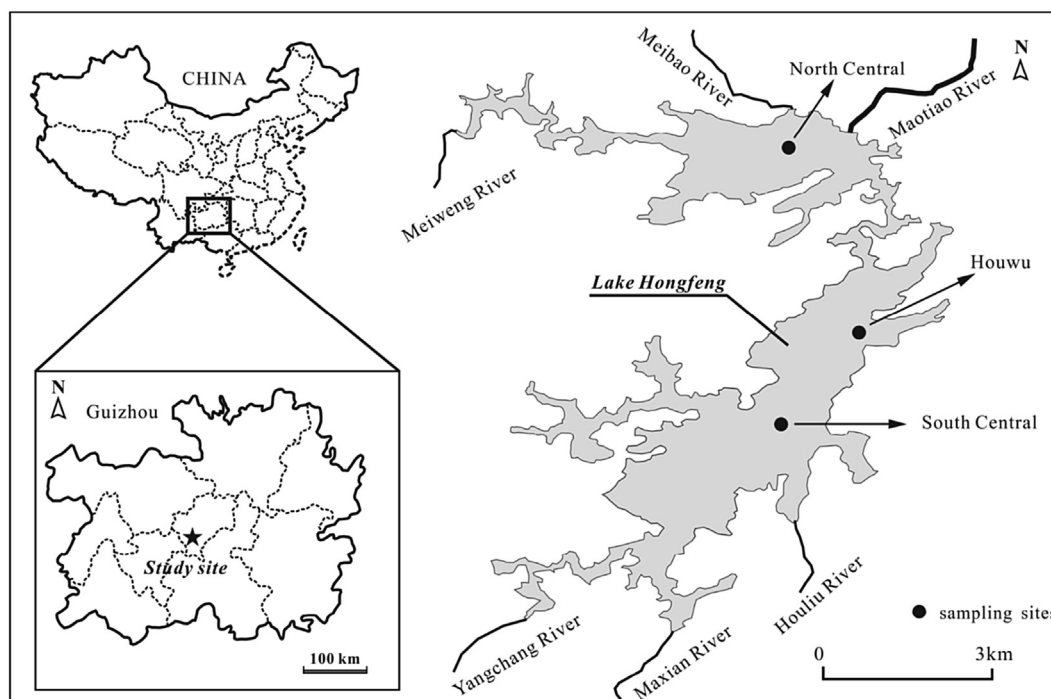 CHINA
N
Guizhou
Study site
100 km
Meibao River
North Central
Maotiao River
N
Meiweng River
Houwu
Lake Hongfeng
South Central
Houliu River
Yangchang River
Maxian River
sampling sites
0
3km